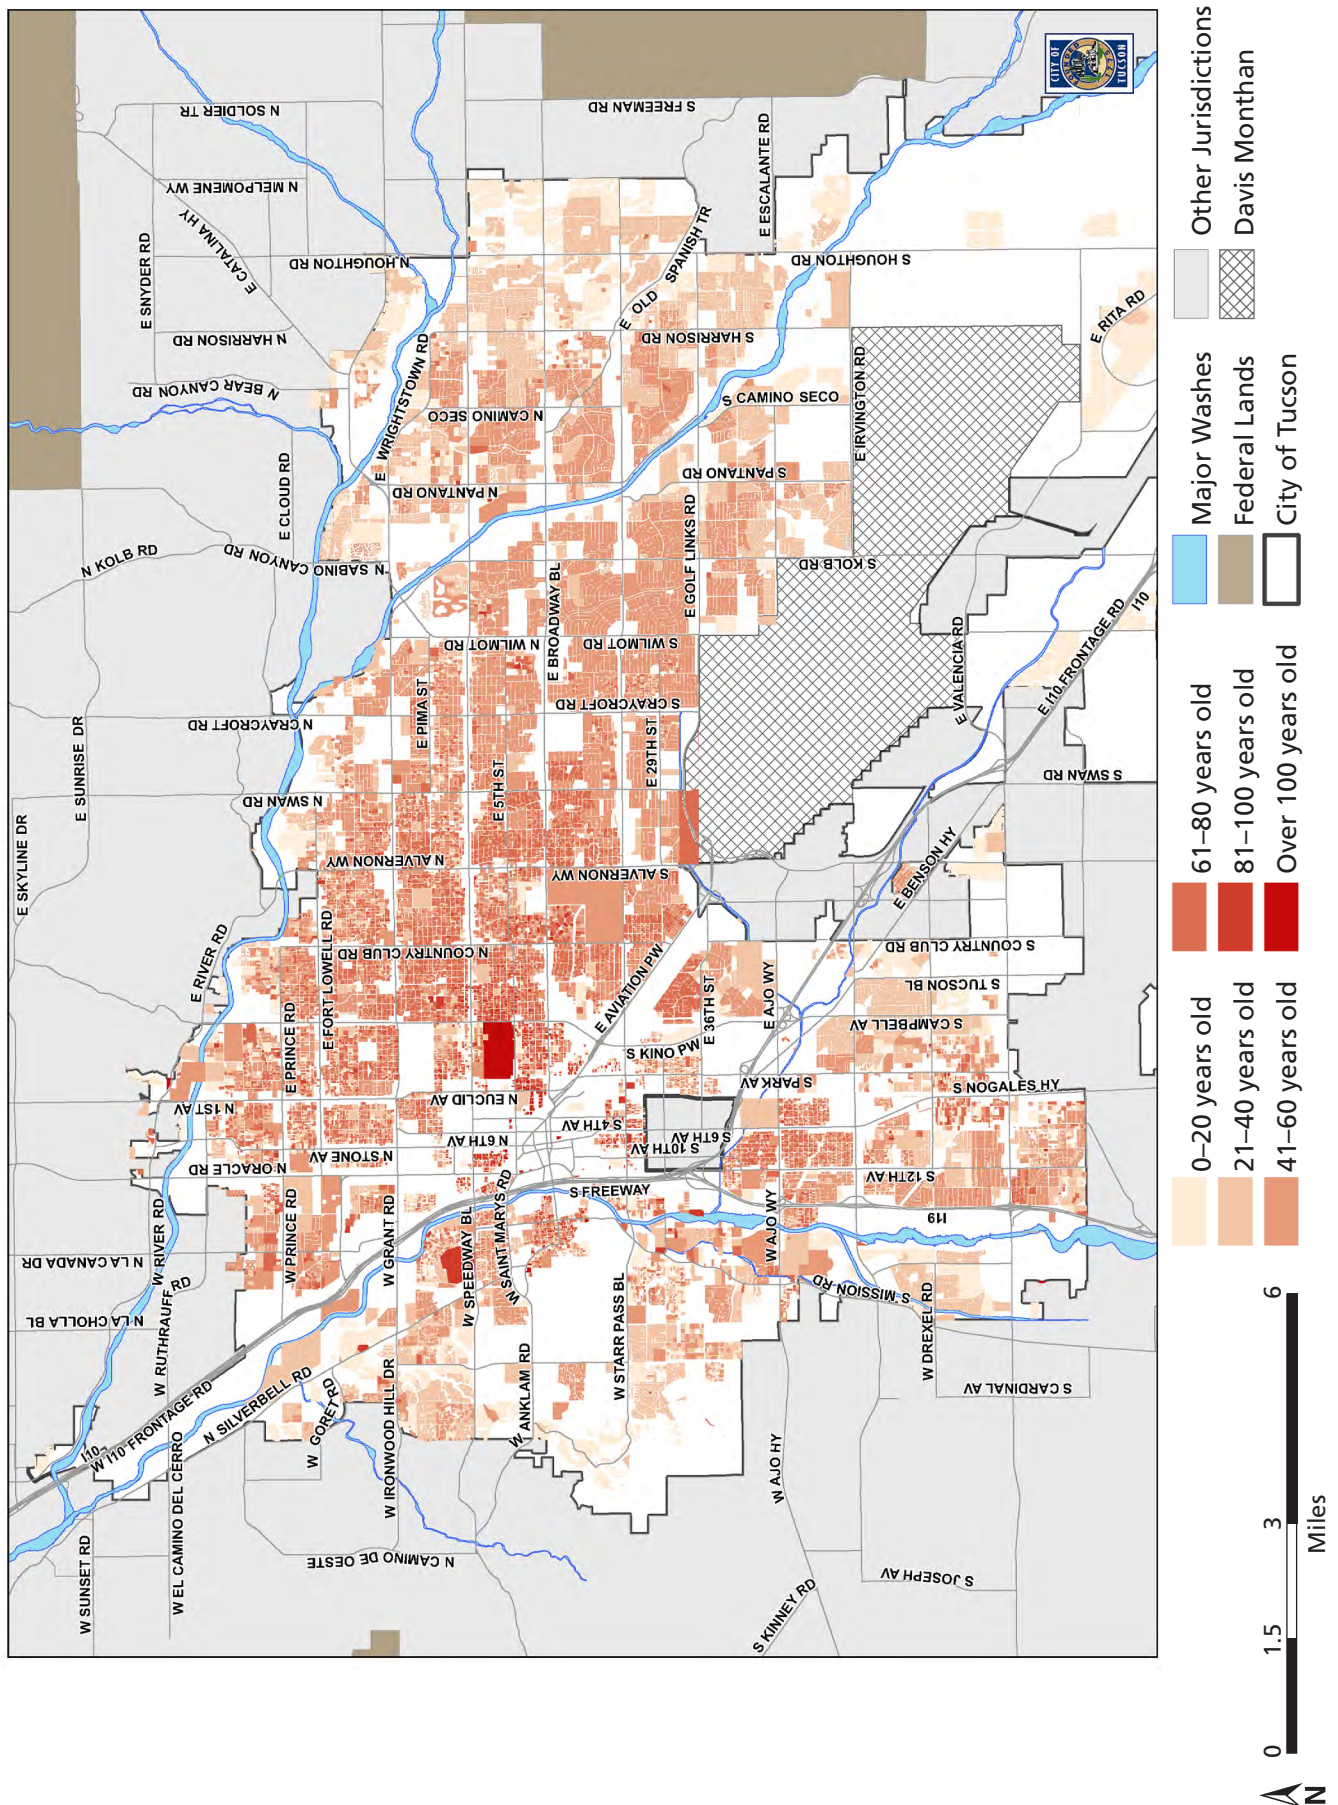 E SKYLINE DR
E SUNRISE DR
N KOLB RD
N SABINO CANYON RD
E CLOUD RD
N BEAR CANYON RD
E SNYDER RD
N HARRISON RD
E CATALINA HY
N MELPOMENE WY
N SOLDIER TR
N HOUGHTON RD
E WRIGHTSTOWN RD
N CAMINO SECO
N PANTANO RD
N WILMOT RD
N CRAYCROFT RD
N SWAN RD
N ALVERNON WY
E RIVER RD
N COUNTRY CLUB RD
E FORT LOWELL RD
E PRINCE RD
E PIMA ST
E 5TH ST
E BROADWAY BL
E 29TH ST
E GOLF LINKS RD
E OLD SPANISH TR
S FREEMAN RD
E ESCALANTE RD
S HOUGHTON RD
S HARRISON RD
S CAMINO SECO
S PANTANO RD
E IRVINGTON RD
S KOLB RD
S WILMOT RD
S CRAYCROFT RD
S ALVERNON WY
E RITA RD
E VALENCIA RD
E I10 FRONTAGE RD
I10
S SWAN RD
E BENSON HY
S COUNTRY CLUB RD
S TUCSON BL
S CAMPBELL AV
S NOGALES HY
E AVIATION PW
E 36TH ST
E AJO WY
S KINO PW
S PARK AV
N EUCLID AV
N 1ST AV
N 6TH AV
N STONE AV
N ORACLE RD
S 4TH AV
S 6TH AV
S 10TH AV
S 12TH AV
S FREEWAY
I19
W AJO WY
S MISSION RD
W DREXEL RD
S CARDINAL AV
S JOSEPH AV
S KINNEY RD
W AJO HY
W STARR PASS BL
W ANKLAM RD
W SAINT MARYS RD
W SPEEDWAY BL
W GRANT RD
W PRINCE RD
W IRONWOOD HILL DR
W GORET RD
N SILVERBELL RD
W I10 FRONTAGE RD
I10
W RUTHRAUFF RD
W RIVER RD
N LA CANADA DR
N LA CHOLLA BL
W SUNSET RD
W EL CAMINO DEL CERRO
N CAMINO DE OESTE
CITY OF
TUCSON
FOUNDED
0–20 years old
21–40 years old
41–60 years old
61–80 years old
81–100 years old
Over 100 years old
Major Washes
Federal Lands
City of Tucson
Other Jurisdictions
Davis Monthan
0 1.5 3 6
Miles
N